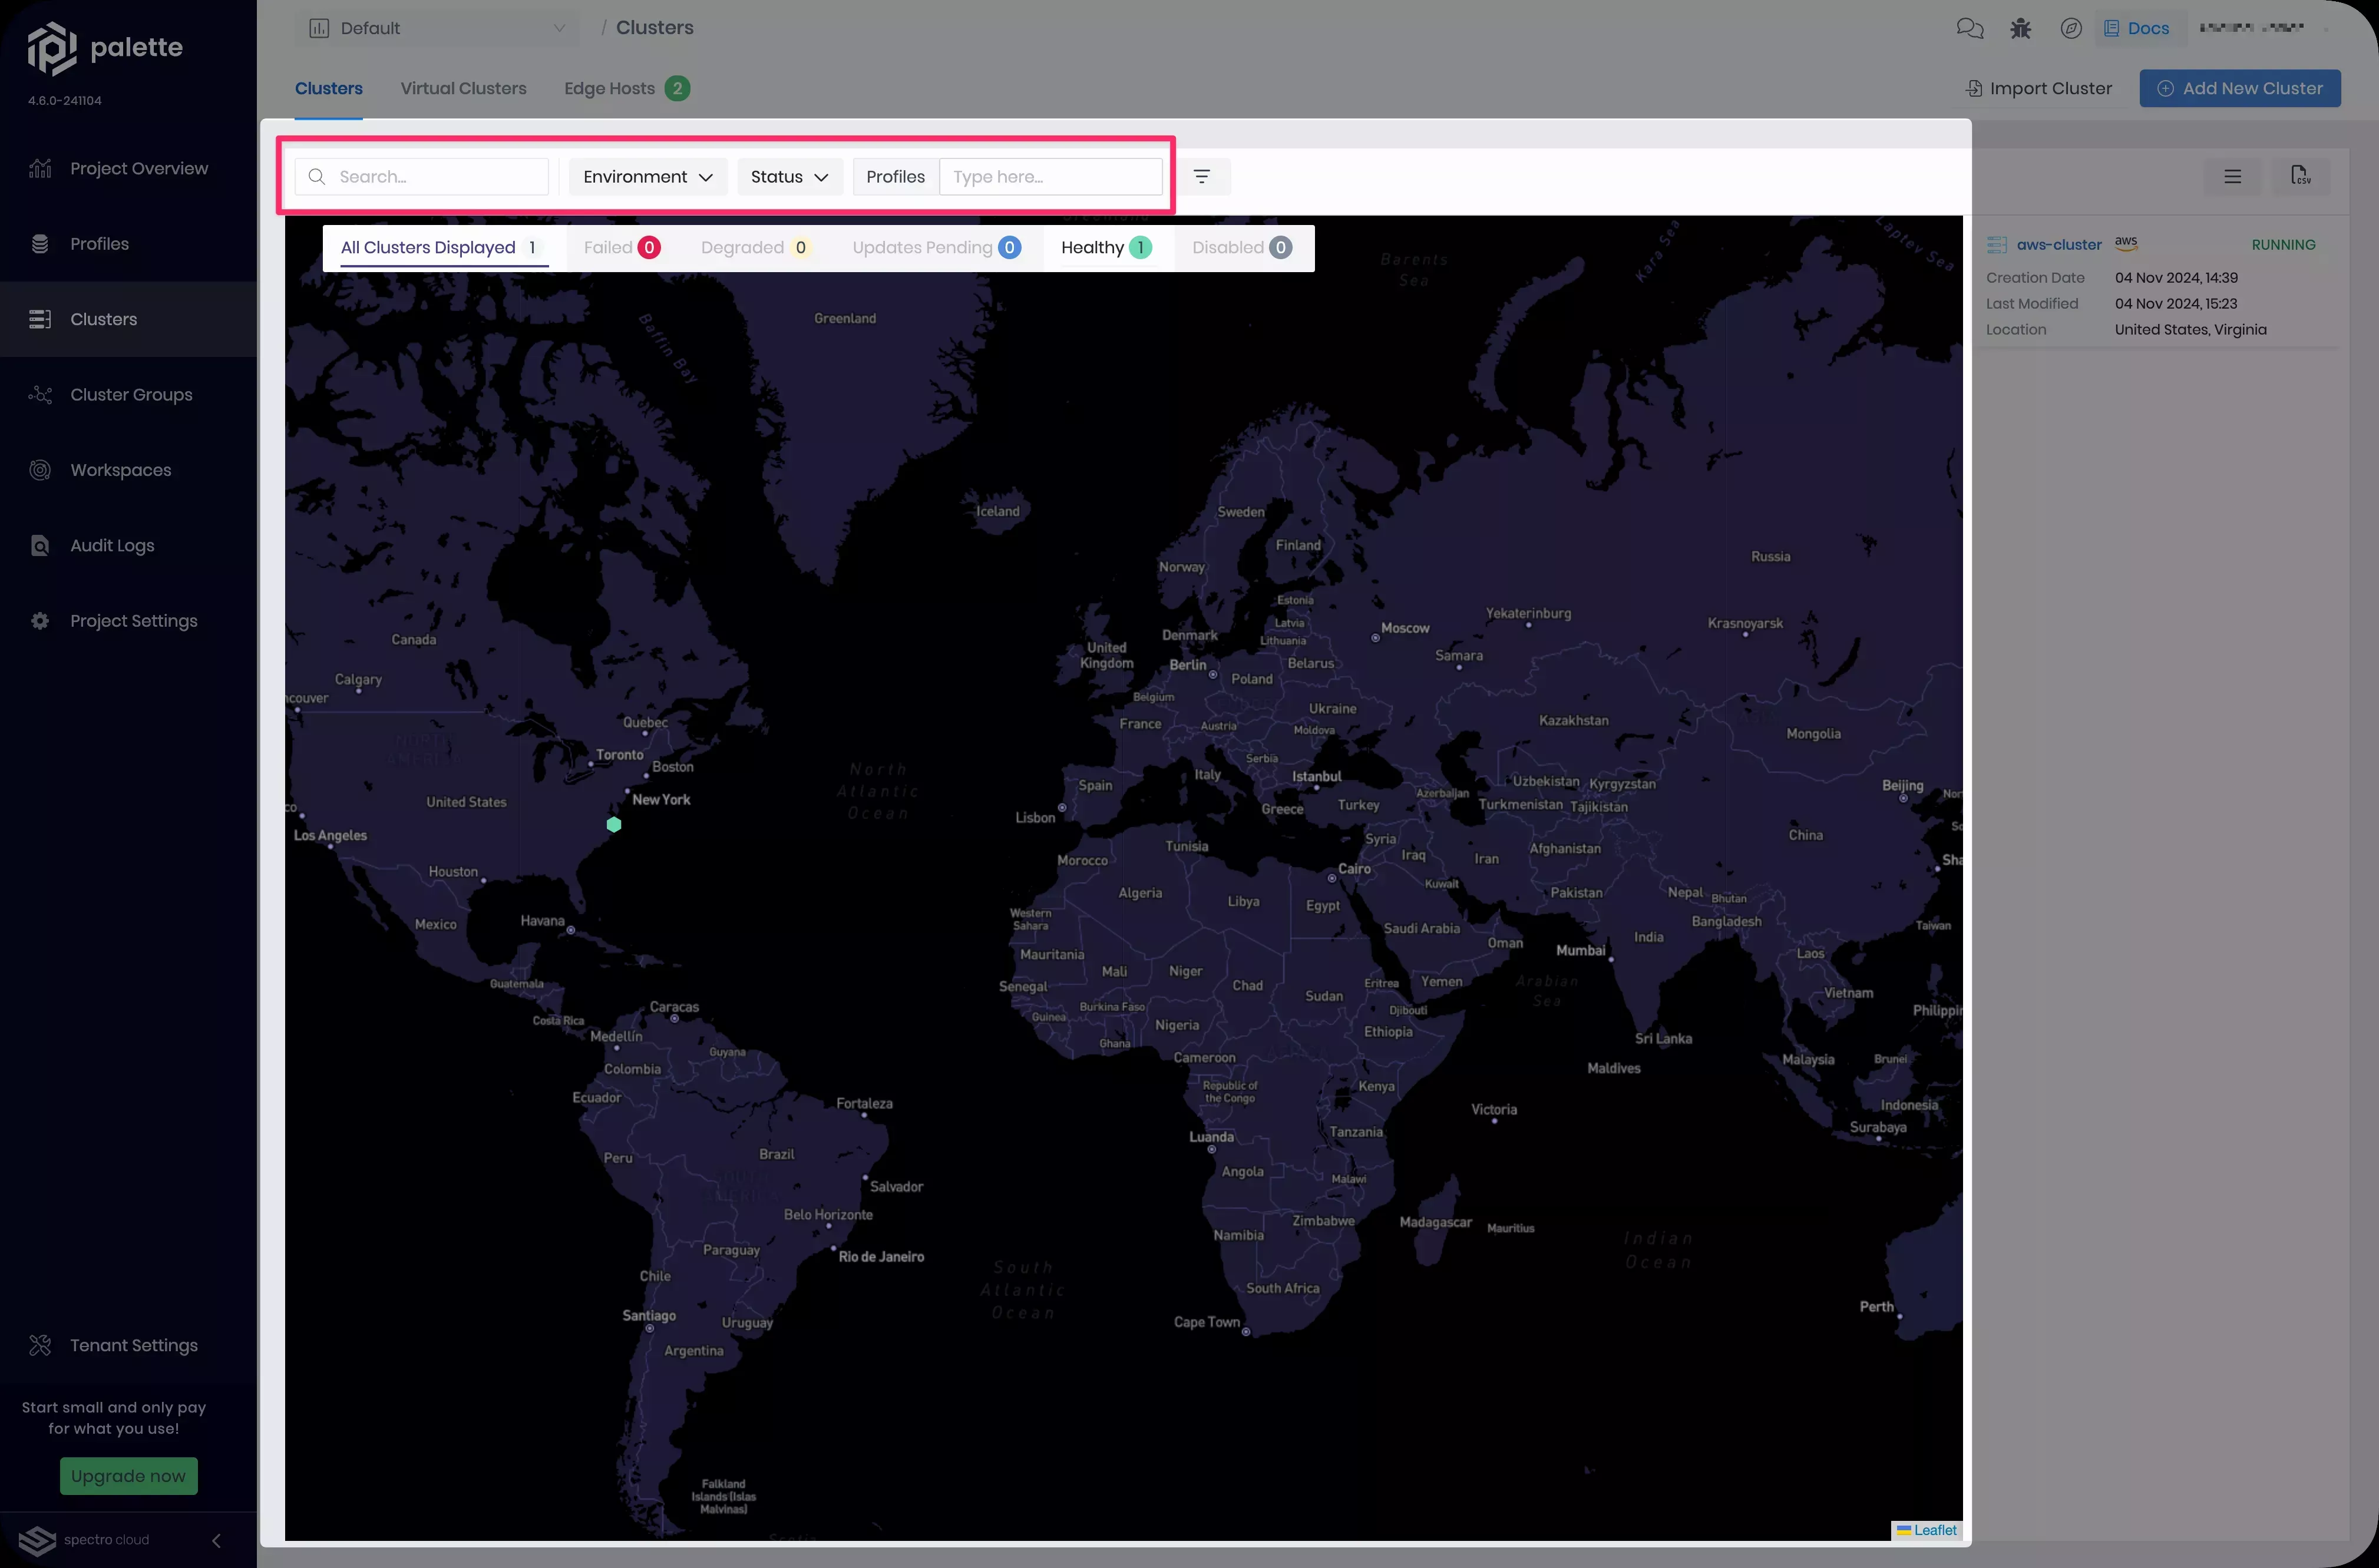 palette
4.6.0-241104
Project Overview
Profiles
Clusters
Cluster Groups
Workspaces
Audit Logs
Project Settings
Tenant Settings
Start small and only pay
for what you use!
Upgrade now
spectro cloud
Default
/ Clusters
Docs
Clusters
Virtual Clusters
Edge Hosts 2
Import Cluster
Add New Cluster
Search...
Environment
Status
Profiles
Type here...
CSV
All Clusters Displayed 1
Failed 0
Degraded 0
Updates Pending 0
Healthy 1
Disabled 0
aws-cluster
aws
RUNNING
Creation Date 04 Nov 2024, 14:39
Last Modified 04 Nov 2024, 15:23
Location United States, Virginia
Barents
Sea
Kara Sea
Laptev Sea
Baffin Bay
Greenland
Iceland
Sweden
Finland
Norway
Russia
Estonia
Latvia
Lithuania
Denmark
Moscow
Yekaterinburg
Krasnoyarsk
Samara
Canada
Calgary
ncouver
United
Kingdom
Berlin
Poland
Belarus
Belgium
France
Austria
Ukraine
Moldova
Kazakhstan
Mongolia
Quebec
Toronto
Boston
New York
NORTH
AMERICA
United States
Los Angeles
co
Houston
North
Atlantic
Ocean
Spain
Lisbon
Italy
Serbia
Istanbul
Greece
Turkey
Azerbaijan
Uzbekistan
Kyrgyzstan
Turkmenistan
Tajikistan
Beijing
Nor
So
China
Sha
Morocco
Tunisia
Syria
Iraq
Iran
Afghanistan
Cairo
Kuwait
Pakistan
Nepal
Bhutan
Bangladesh
Taiwan
Algeria
Libya
Egypt
Western
Sahara
Saudi Arabia
Oman
Mumbai
India
Laos
Mexico
Havana
Guatemala
Costa Rica
Caracas
Medellín
Guyana
Colombia
Ecuador
Mauritania
Mali
Niger
Chad
Sudan
Eritrea
Yemen
Arabian
Sea
Senegal
Burkina Faso
Guinea
Nigeria
Djibouti
Ethiopia
Ghana
Cameroon
Vietnam
Philippin
Sri Lanka
Maldives
Malaysia
Brunei
Indonesia
Surabaya
Republic of
the Congo
Kenya
Victoria
Tanzania
Luanda
Angola
Malawi
Fortaleza
Brazil
Peru
Salvador
Belo Horizonte
Rio de Janeiro
Paraguay
Chile
Santiago
Uruguay
Argentina
Namibia
Zimbabwe
Madagascar
Mauritius
Indian
Ocean
South
Atlantic
Ocean
South Africa
Cape Town
Perth
Falkland
Islands (Islas
Malvinas)
Leaflet